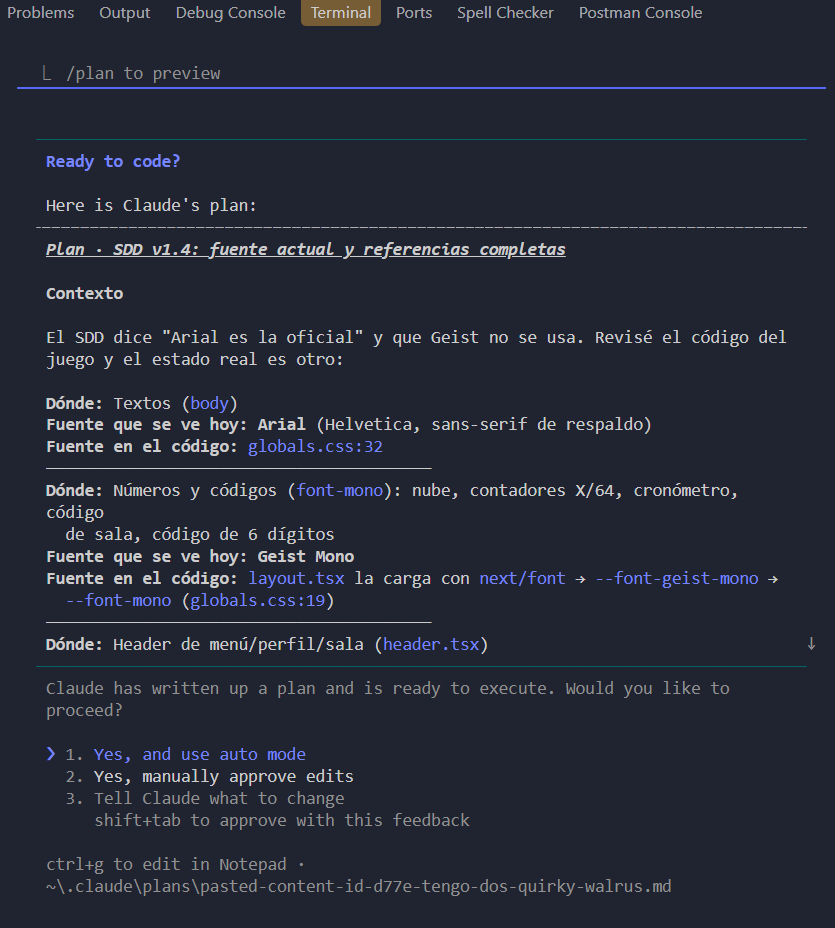 Problems Output Debug Console Terminal Ports Spell Checker Postman Console
└ /plan to preview
Ready to code?
Here is Claude's plan:
Plan · SDD v1.4: fuente actual y referencias completas
Contexto
El SDD dice "Arial es la oficial" y que Geist no se usa. Revisé el código del
juego y el estado real es otro:
Dónde: Textos (body)
Fuente que se ve hoy: Arial (Helvetica, sans-serif de respaldo)
Fuente en el código: globals.css:32
Dónde: Números y códigos (font-mono): nube, contadores X/64, cronómetro,
código
de sala, código de 6 dígitos
Fuente que se ve hoy: Geist Mono
Fuente en el código: layout.tsx la carga con next/font → --font-geist-mono →
--font-mono (globals.css:19)
Dónde: Header de menú/perfil/sala (header.tsx) ↓
Claude has written up a plan and is ready to execute. Would you like to
proceed?
❯ 1. Yes, and use auto mode
2. Yes, manually approve edits
3. Tell Claude what to change
shift+tab to approve with this feedback
ctrl+g to edit in Notepad ·
~\.claude\plans\pasted-content-id-d77e-tengo-dos-quirky-walrus.md